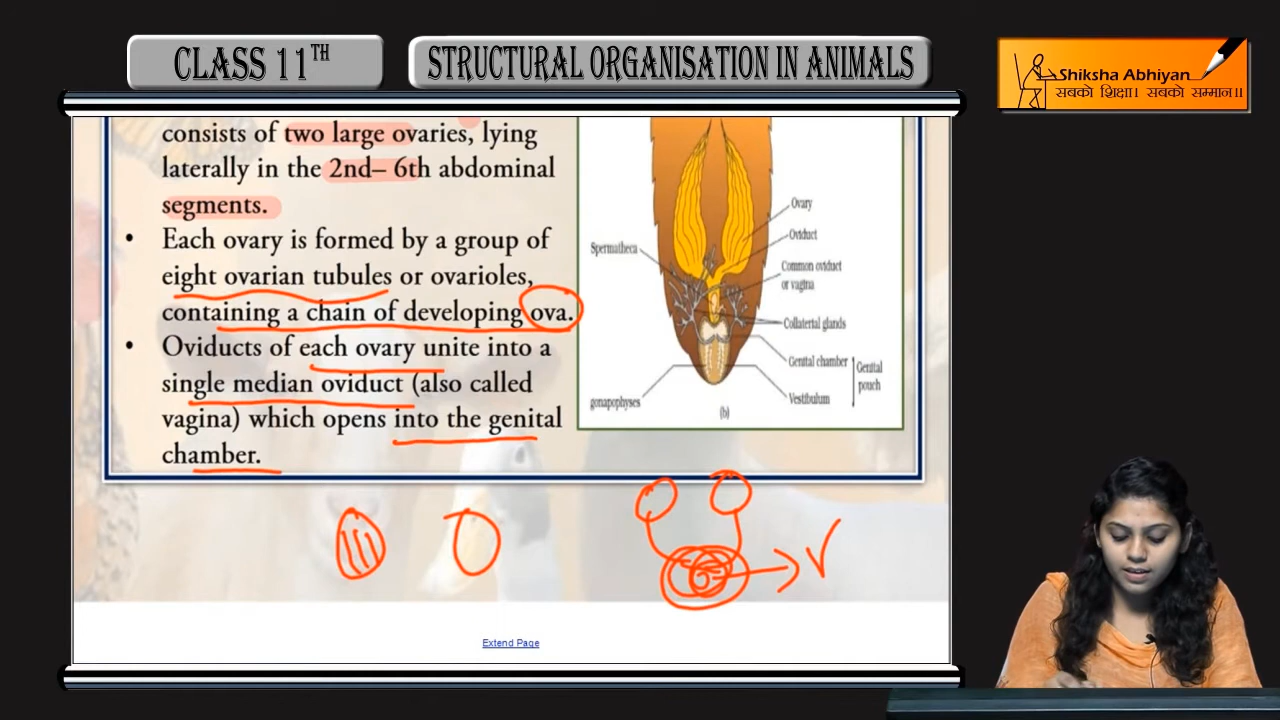 CLASS 11TH
STRUCTURAL ORGANISATION IN ANIMALS
Shiksha Abhiyan
सबको शिक्षा। सबको सम्मान॥
consists of two large ovaries, lying
laterally in the 2nd– 6th abdominal
segments.
• Each ovary is formed by a group of
eight ovarian tubules or ovarioles,
containing a chain of developing ova.
• Oviducts of each ovary unite into a
single median oviduct (also called
vagina) which opens into the genital
chamber.
Ovary
Oviduct
Spermatheca
Common oviduct
or vagina
Collaterial glands
Genital chamber
Genital
pouch
Vestibulum
gonapophyses
(b)
V
Extend Page